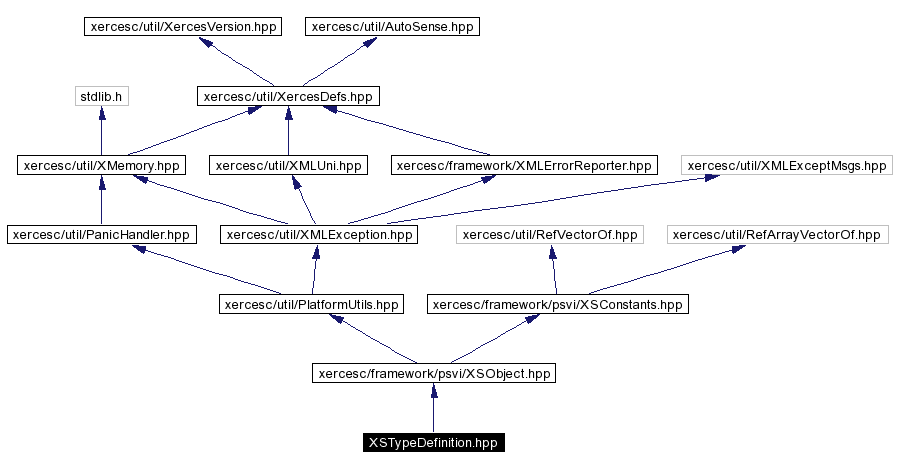 xercesc/util/XercesVersion.hpp
xercesc/util/AutoSense.hpp
stdlib.h
xercesc/util/XercesDefs.hpp
xercesc/util/XMemory.hpp
xercesc/util/XMLUni.hpp
xercesc/framework/XMLErrorReporter.hpp
xercesc/util/XMLExceptMsgs.hpp
xercesc/util/PanicHandler.hpp
xercesc/util/XMLException.hpp
xercesc/util/RefVectorOf.hpp
xercesc/util/RefArrayVectorOf.hpp
xercesc/util/PlatformUtils.hpp
xercesc/framework/psvi/XSConstants.hpp
xercesc/framework/psvi/XSObject.hpp
XSTypeDefinition.hpp